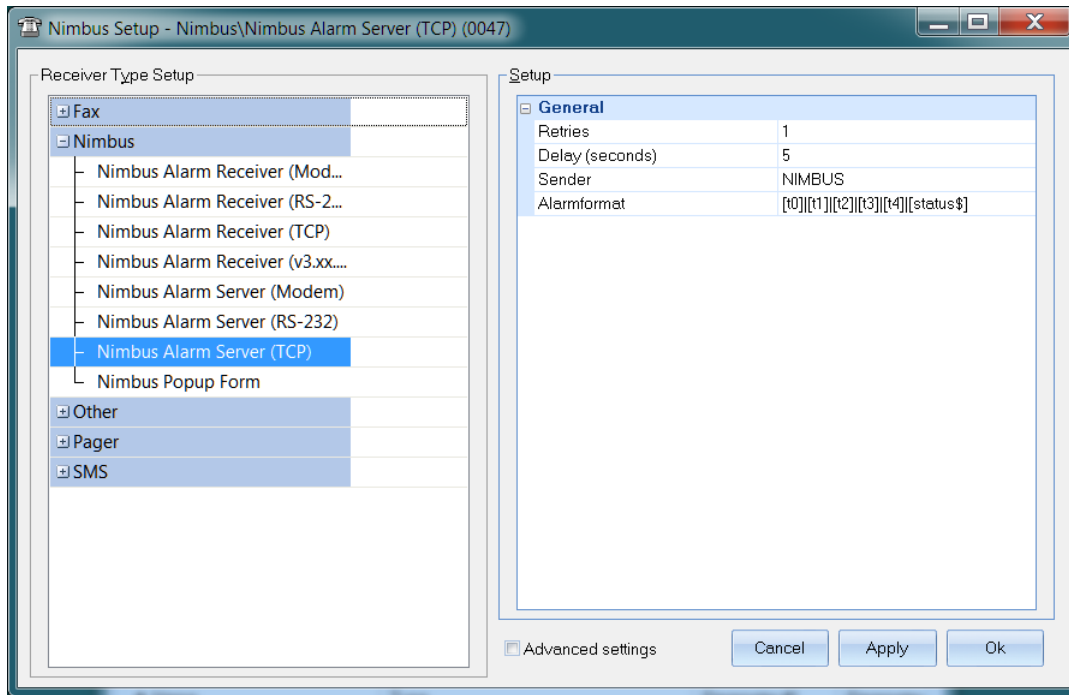 Nimbus Setup - Nimbus\Nimbus Alarm Server (TCP) (0047)
Receiver Type Setup
Fax
Nimbus
Nimbus Alarm Receiver (Mod...
Nimbus Alarm Receiver (RS-2...
Nimbus Alarm Receiver (TCP)
Nimbus Alarm Receiver (v3.xx....
Nimbus Alarm Server (Modem)
Nimbus Alarm Server (RS-232)
Nimbus Alarm Server (TCP)
Nimbus Popup Form
Other
Pager
SMS
Setup
General
Retries 1
Delay (seconds) 5
Sender NIMBUS
Alarmformat [t0]|[t1]|[t2]|[t3]|[t4]|[status$]
Advanced settings
Cancel Apply Ok